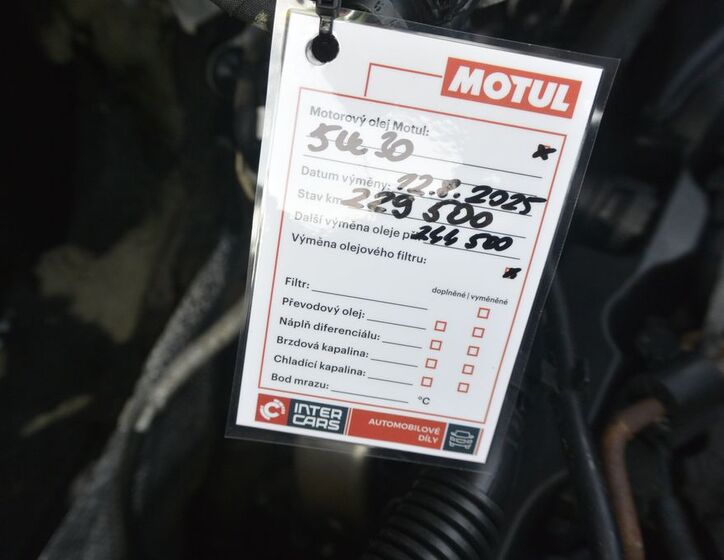 MOTUL
Motorový olej Motul:
5W30
Datum výměny: 12.8.2025
Stav km 229 500
Další výměna oleje př 244 500
Výměna olejového filtru:
doplněné | vyměněné
Filtr:
Převodový olej:
Náplň diferenciálu:
Brzdová kapalina:
Chladící kapalina:
Bod mrazu: °C
INTER CARS
AUTOMOBILOVÉ DÍLY